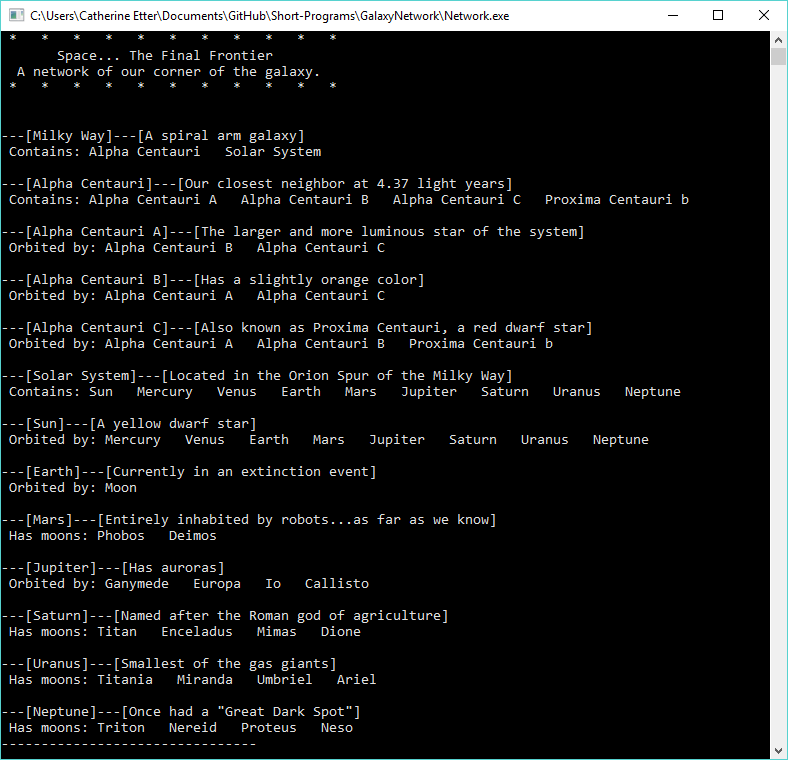 C:\Users\Catherine Etter\Documents\GitHub\Short-Programs\GalaxyNetwork\Network.exe
* * * * * * * * * * *
Space... The Final Frontier
A network of our corner of the galaxy.
* * * * * * * * * * *
---[Milky Way]---[A spiral arm galaxy]
Contains: Alpha Centauri   Solar System
---[Alpha Centauri]---[Our closest neighbor at 4.37 light years]
Contains: Alpha Centauri A   Alpha Centauri B   Alpha Centauri C   Proxima Centauri b
---[Alpha Centauri A]---[The larger and more luminous star of the system]
Orbited by: Alpha Centauri B   Alpha Centauri C
---[Alpha Centauri B]---[Has a slightly orange color]
Orbited by: Alpha Centauri A   Alpha Centauri C
---[Alpha Centauri C]---[Also known as Proxima Centauri, a red dwarf star]
Orbited by: Alpha Centauri A   Alpha Centauri B   Proxima Centauri b
---[Solar System]---[Located in the Orion Spur of the Milky Way]
Contains: Sun   Mercury   Venus   Earth   Mars   Jupiter   Saturn   Uranus   Neptune
---[Sun]---[A yellow dwarf star]
Orbited by: Mercury   Venus   Earth   Mars   Jupiter   Saturn   Uranus   Neptune
---[Earth]---[Currently in an extinction event]
Orbited by: Moon
---[Mars]---[Entirely inhabited by robots...as far as we know]
Has moons: Phobos   Deimos
---[Jupiter]---[Has auroras]
Orbited by: Ganymede   Europa   Io   Callisto
---[Saturn]---[Named after the Roman god of agriculture]
Has moons: Titan   Enceladus   Mimas   Dione
---[Uranus]---[Smallest of the gas giants]
Has moons: Titania   Miranda   Umbriel   Ariel
---[Neptune]---[Once had a "Great Dark Spot"]
Has moons: Triton   Nereid   Proteus   Neso
--------------------------------